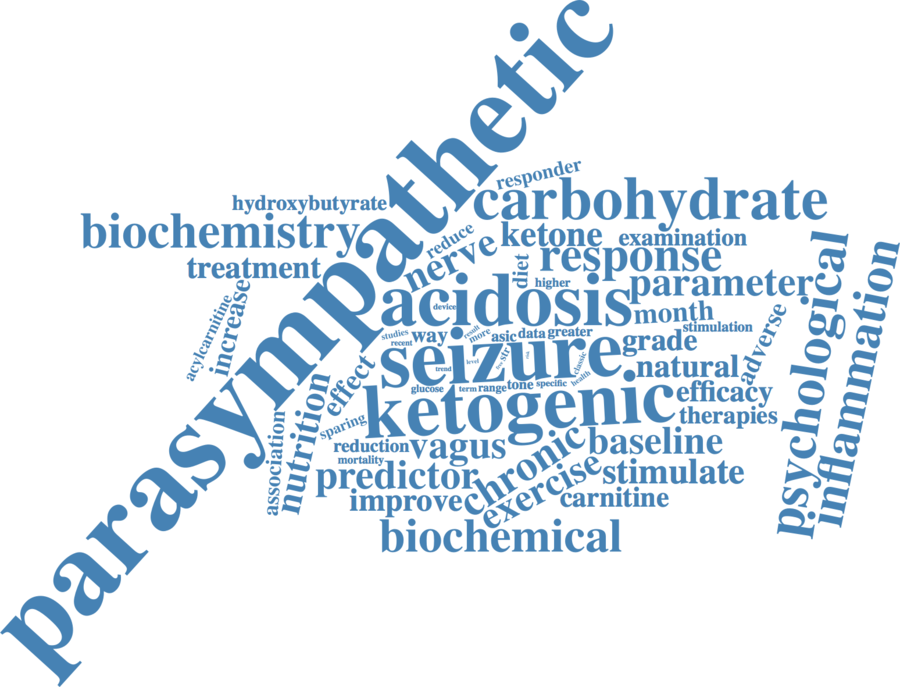 parasympathetic
responder
carbohydrate
hydroxybutyrate
biochemistry
reduce
nerve
ketone
examination
treatment
diet
response
psychological
inflammation
higher
parameter
acidosis
device
increase
acylcarnitine
month
stimulation
adverse
studies
recent
way
result
more
asic
data
greater
seizure
grade
natural
trend
level
str
classic
health
effect
glucose
term
range
tone
specific
efficacy
ketogenic
therapies
nutrition
association
sparing
reduction
vagus
chronic
baseline
mortality
predictor
exercise
stimulate
improve
carnitine
biochemical